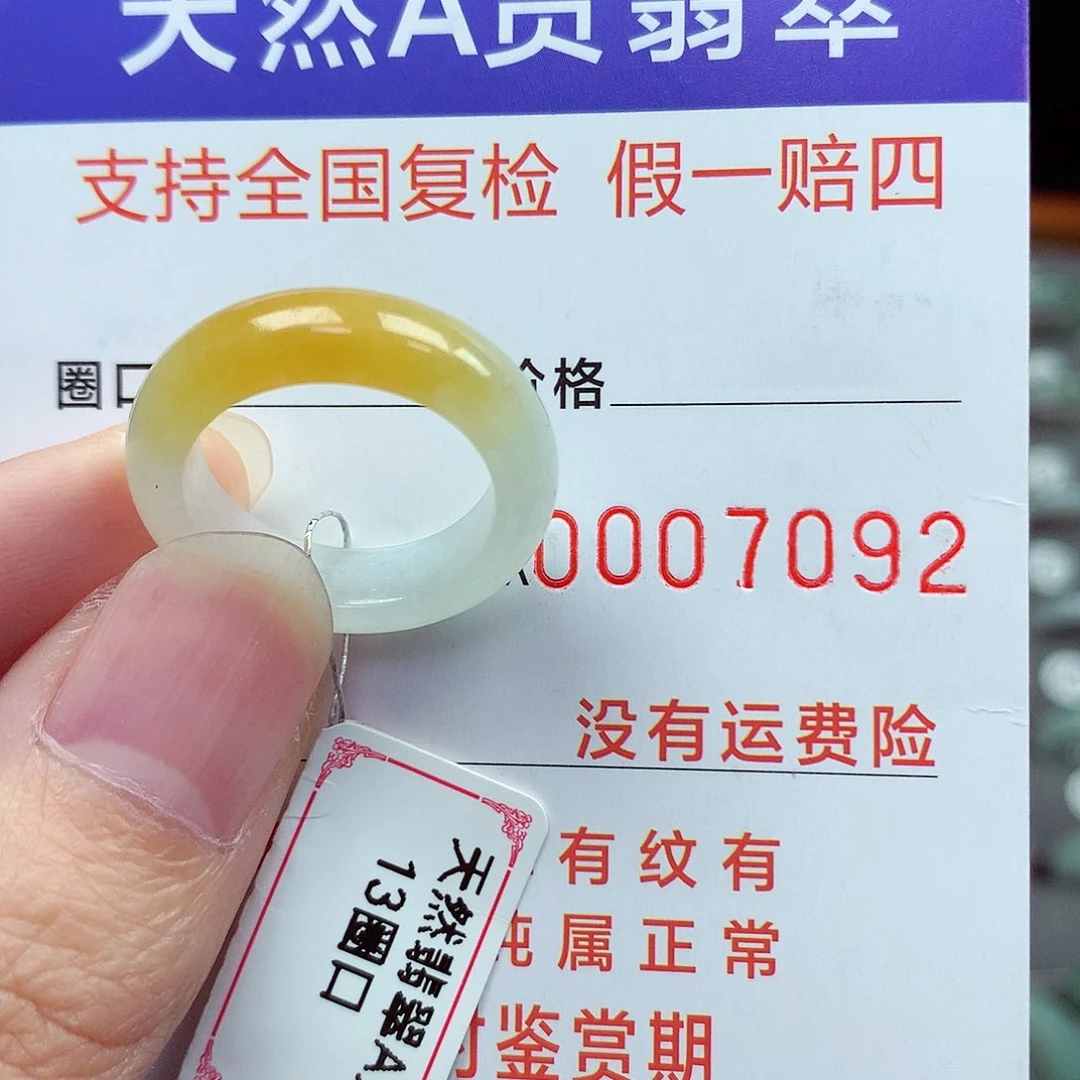 天然A货翡翠
支持全国复检 假一赔四
圈口 价格
0007092
没有运费险
有纹有
纯属正常
时鉴赏期
天然翡翠A
13圈口